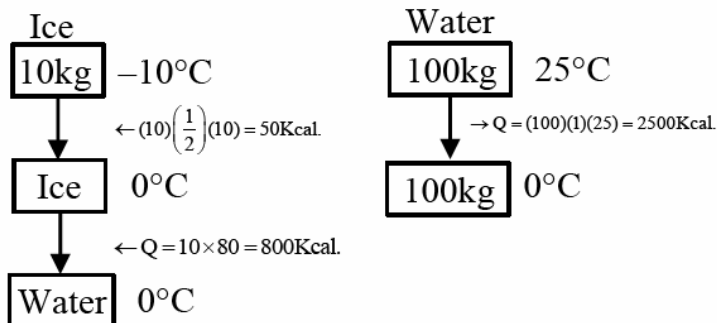 Ice
10kg –10°C
← (10)(1/2)(10) = 50Kcal.
Ice 0°C
← Q = 10 × 80 = 800Kcal.
Water 0°C
Water
100kg 25°C
→ Q = (100)(1)(25) = 2500Kcal.
100kg 0°C